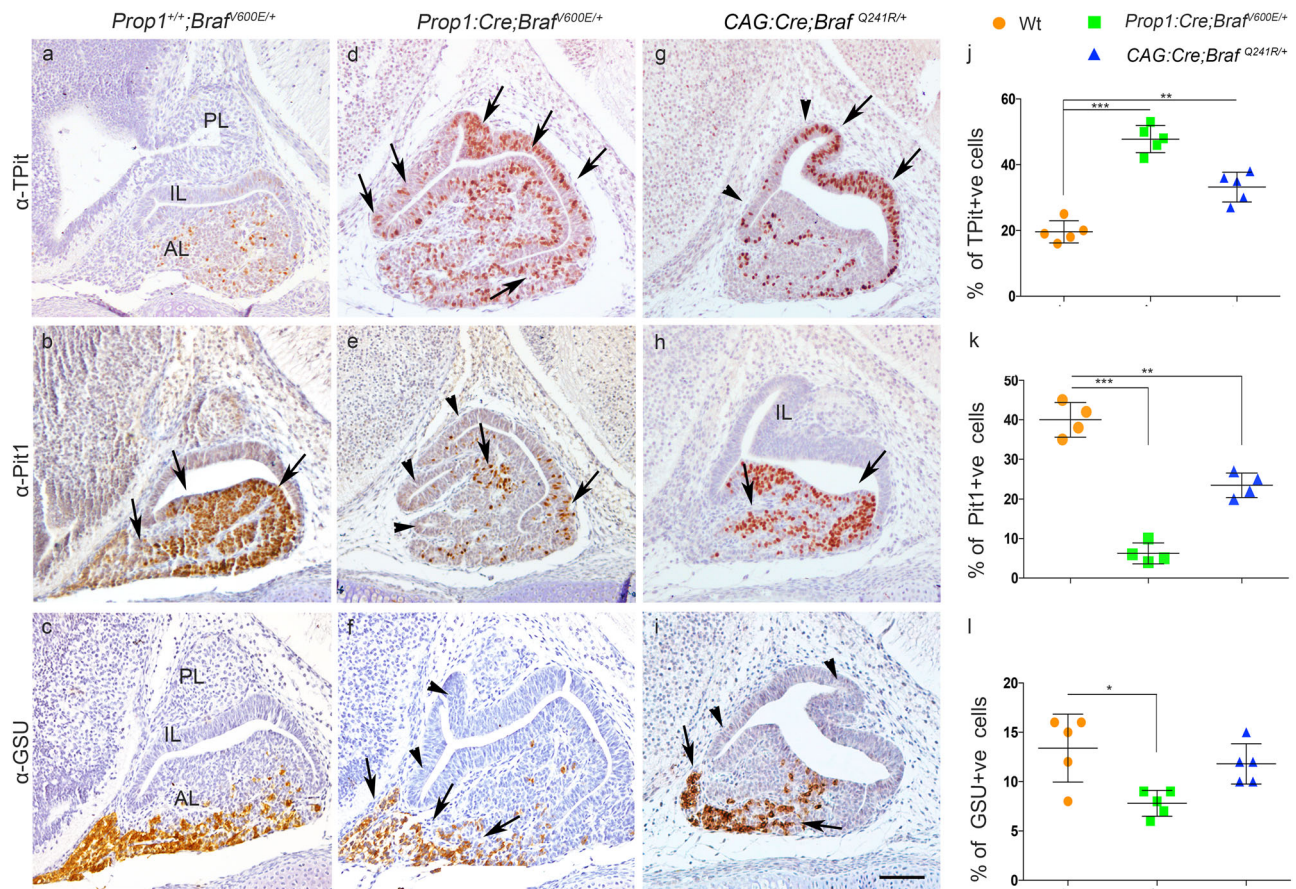 Prop1+/+;BrafV600E/+
Prop1:Cre;BrafV600E/+
CAG:Cre;Braf Q241R/+
Wt
Prop1:Cre;BrafV600E/+
CAG:Cre;Braf Q241R/+
α-TPit
a
PL
IL
AL
d
g
j
% of TPit+ve cells
60
40
20
0
***
**
α-Pit1
b
e
h
IL
k
% of Pit1+ve cells
50
40
30
20
10
0
***
**
α-GSU
c
PL
IL
AL
f
i
l
% of GSU+ve cells
20
15
10
5
0
*